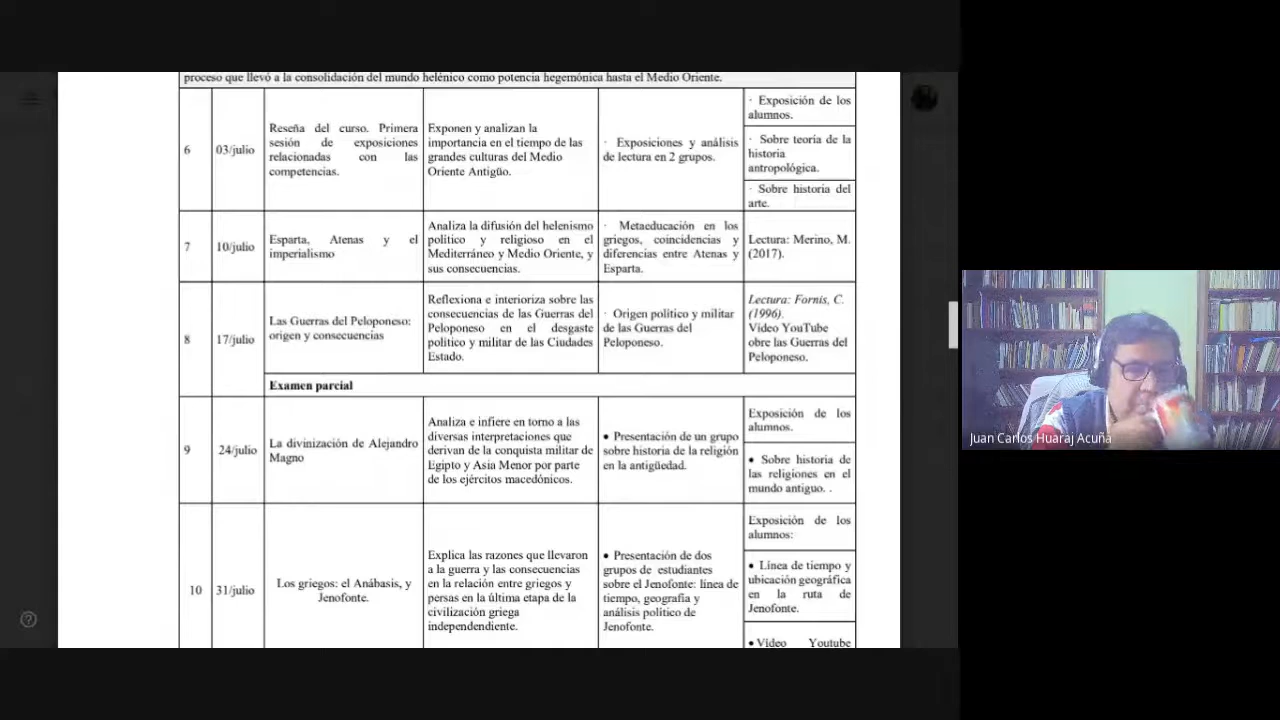 proceso que llevó a la consolidación del mundo helénico como potencia hegemónica hasta el Medio Oriente.
6
03/julio
Reseña del curso. Primera
sesión de exposiciones
relacionadas con las
competencias.
Exponen y analizan la
importancia en el tiempo de las
grandes culturas del Medio
Oriente Antigüo.
· Exposiciones y análisis
de lectura en 2 grupos.
· Exposición de los
alumnos.
· Sobre teoría de la
historia
antropológica.
· Sobre historia del
arte.
7
10/julio
Esparta, Atenas y el
imperialismo
Analiza la difusión del helenismo
político y religioso en el
Mediterráneo y Medio Oriente, y
sus consecuencias.
· Metaeducación en los
griegos, coincidencias y
diferencias entre Atenas y
Esparta.
Lectura: Merino, M.
(2017).
8
17/julio
Las Guerras del Peloponeso:
origen y consecuencias
Reflexiona e interioriza sobre las
consecuencias de las Guerras del
Peloponeso en el desgaste
político y militar de las Ciudades
Estado.
· Origen político y militar
de las Guerras del
Peloponeso.
Lectura: Fornis, C.
(1996).
Vídeo YouTube
obre las Guerras del
Peloponeso.
Examen parcial
9
24/julio
La divinización de Alejandro
Magno
Analiza e infiere en torno a las
diversas interpretaciones que
derivan de la conquista militar de
Egipto y Asia Menor por parte
de los ejércitos macedónicos.
• Presentación de un grupo
sobre historia de la religión
en la antigüedad.
Exposición de los
alumnos.
• Sobre historia de
las religiones en el
mundo antiguo. .
10
31/julio
Los griegos: el Anábasis, y
Jenofonte.
Explica las razones que llevaron
a la guerra y las consecuencias
en la relación entre griegos y
persas en la última etapa de la
civilización griega
independendiente.
• Presentación de dos
grupos de estudiantes
sobre el Jenofonte: línea de
tiempo, geografía y
análisis político de
Jenofonte.
Exposición de los
alumnos:
• Línea de tiempo y
ubicación geográfica
en la ruta de
Jenofonte.
• Vídeo Youtube
Juan Carlos Huaraj Acuña